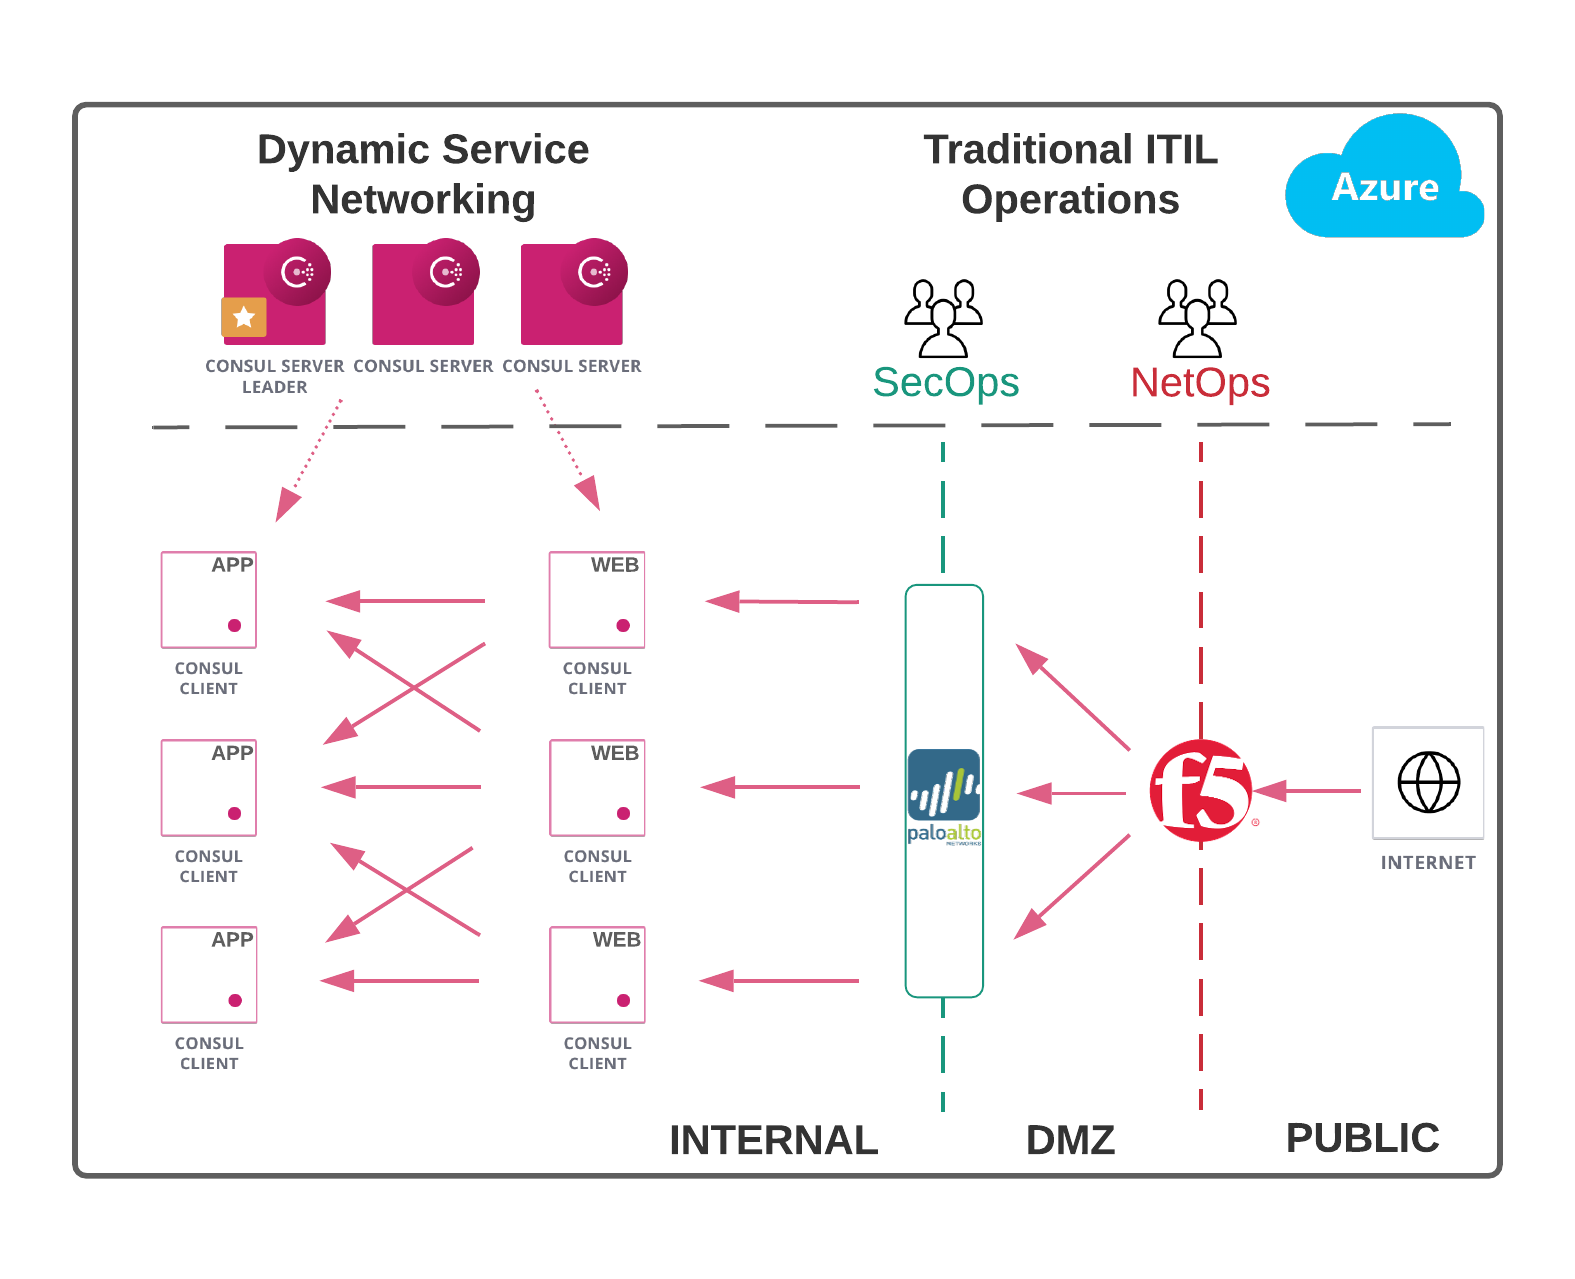 Dynamic Service
Networking
Traditional ITIL
Operations
Azure
CONSUL SERVER
LEADER
CONSUL SERVER
CONSUL SERVER
SecOps
NetOps
APP
CONSUL
CLIENT
WEB
CONSUL
CLIENT
APP
CONSUL
CLIENT
WEB
CONSUL
CLIENT
paloalto
NETWORKS
f5
®
INTERNET
APP
CONSUL
CLIENT
WEB
CONSUL
CLIENT
INTERNAL
DMZ
PUBLIC